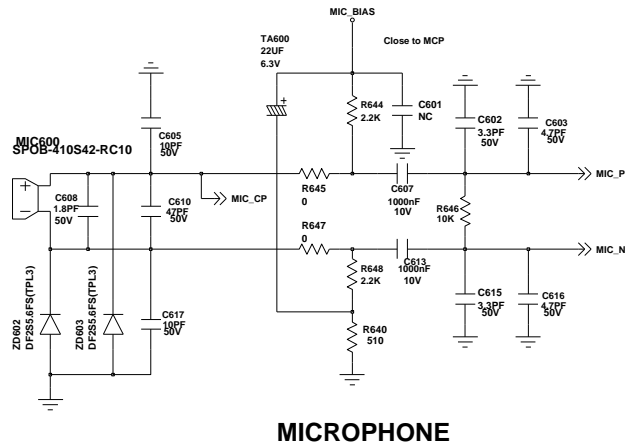 MIC_BIAS
TA600
22UF
6.3V
Close to MCP
+
R644
2.2K
C601
NC
C602
3.3PF
50V
C603
4.7PF
50V
C605
10PF
50V
MIC600
SPOB-410S42-RC10
+
-
C608
1.8PF
50V
C610
47PF
50V
MIC_CP
R645
0
C607
1000nF
10V
MIC_P
R646
10K
R647
0
C613
1000nF
10V
MIC_N
R648
2.2K
C615
3.3PF
50V
C616
4.7PF
50V
ZD602
DF2S5.6FS(TPL3)
ZD603
DF2S5.6FS(TPL3)
C617
10PF
50V
R640
510
MICROPHONE